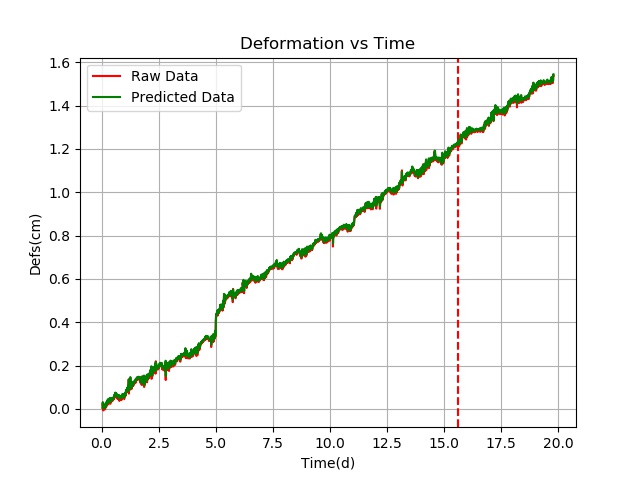 Deformation vs Time
Raw Data
Predicted Data
Defs(cm)
1.6
1.4
1.2
1.0
0.8
0.6
0.4
0.2
0.0
0.0 2.5 5.0 7.5 10.0 12.5 15.0 17.5 20.0
Time(d)